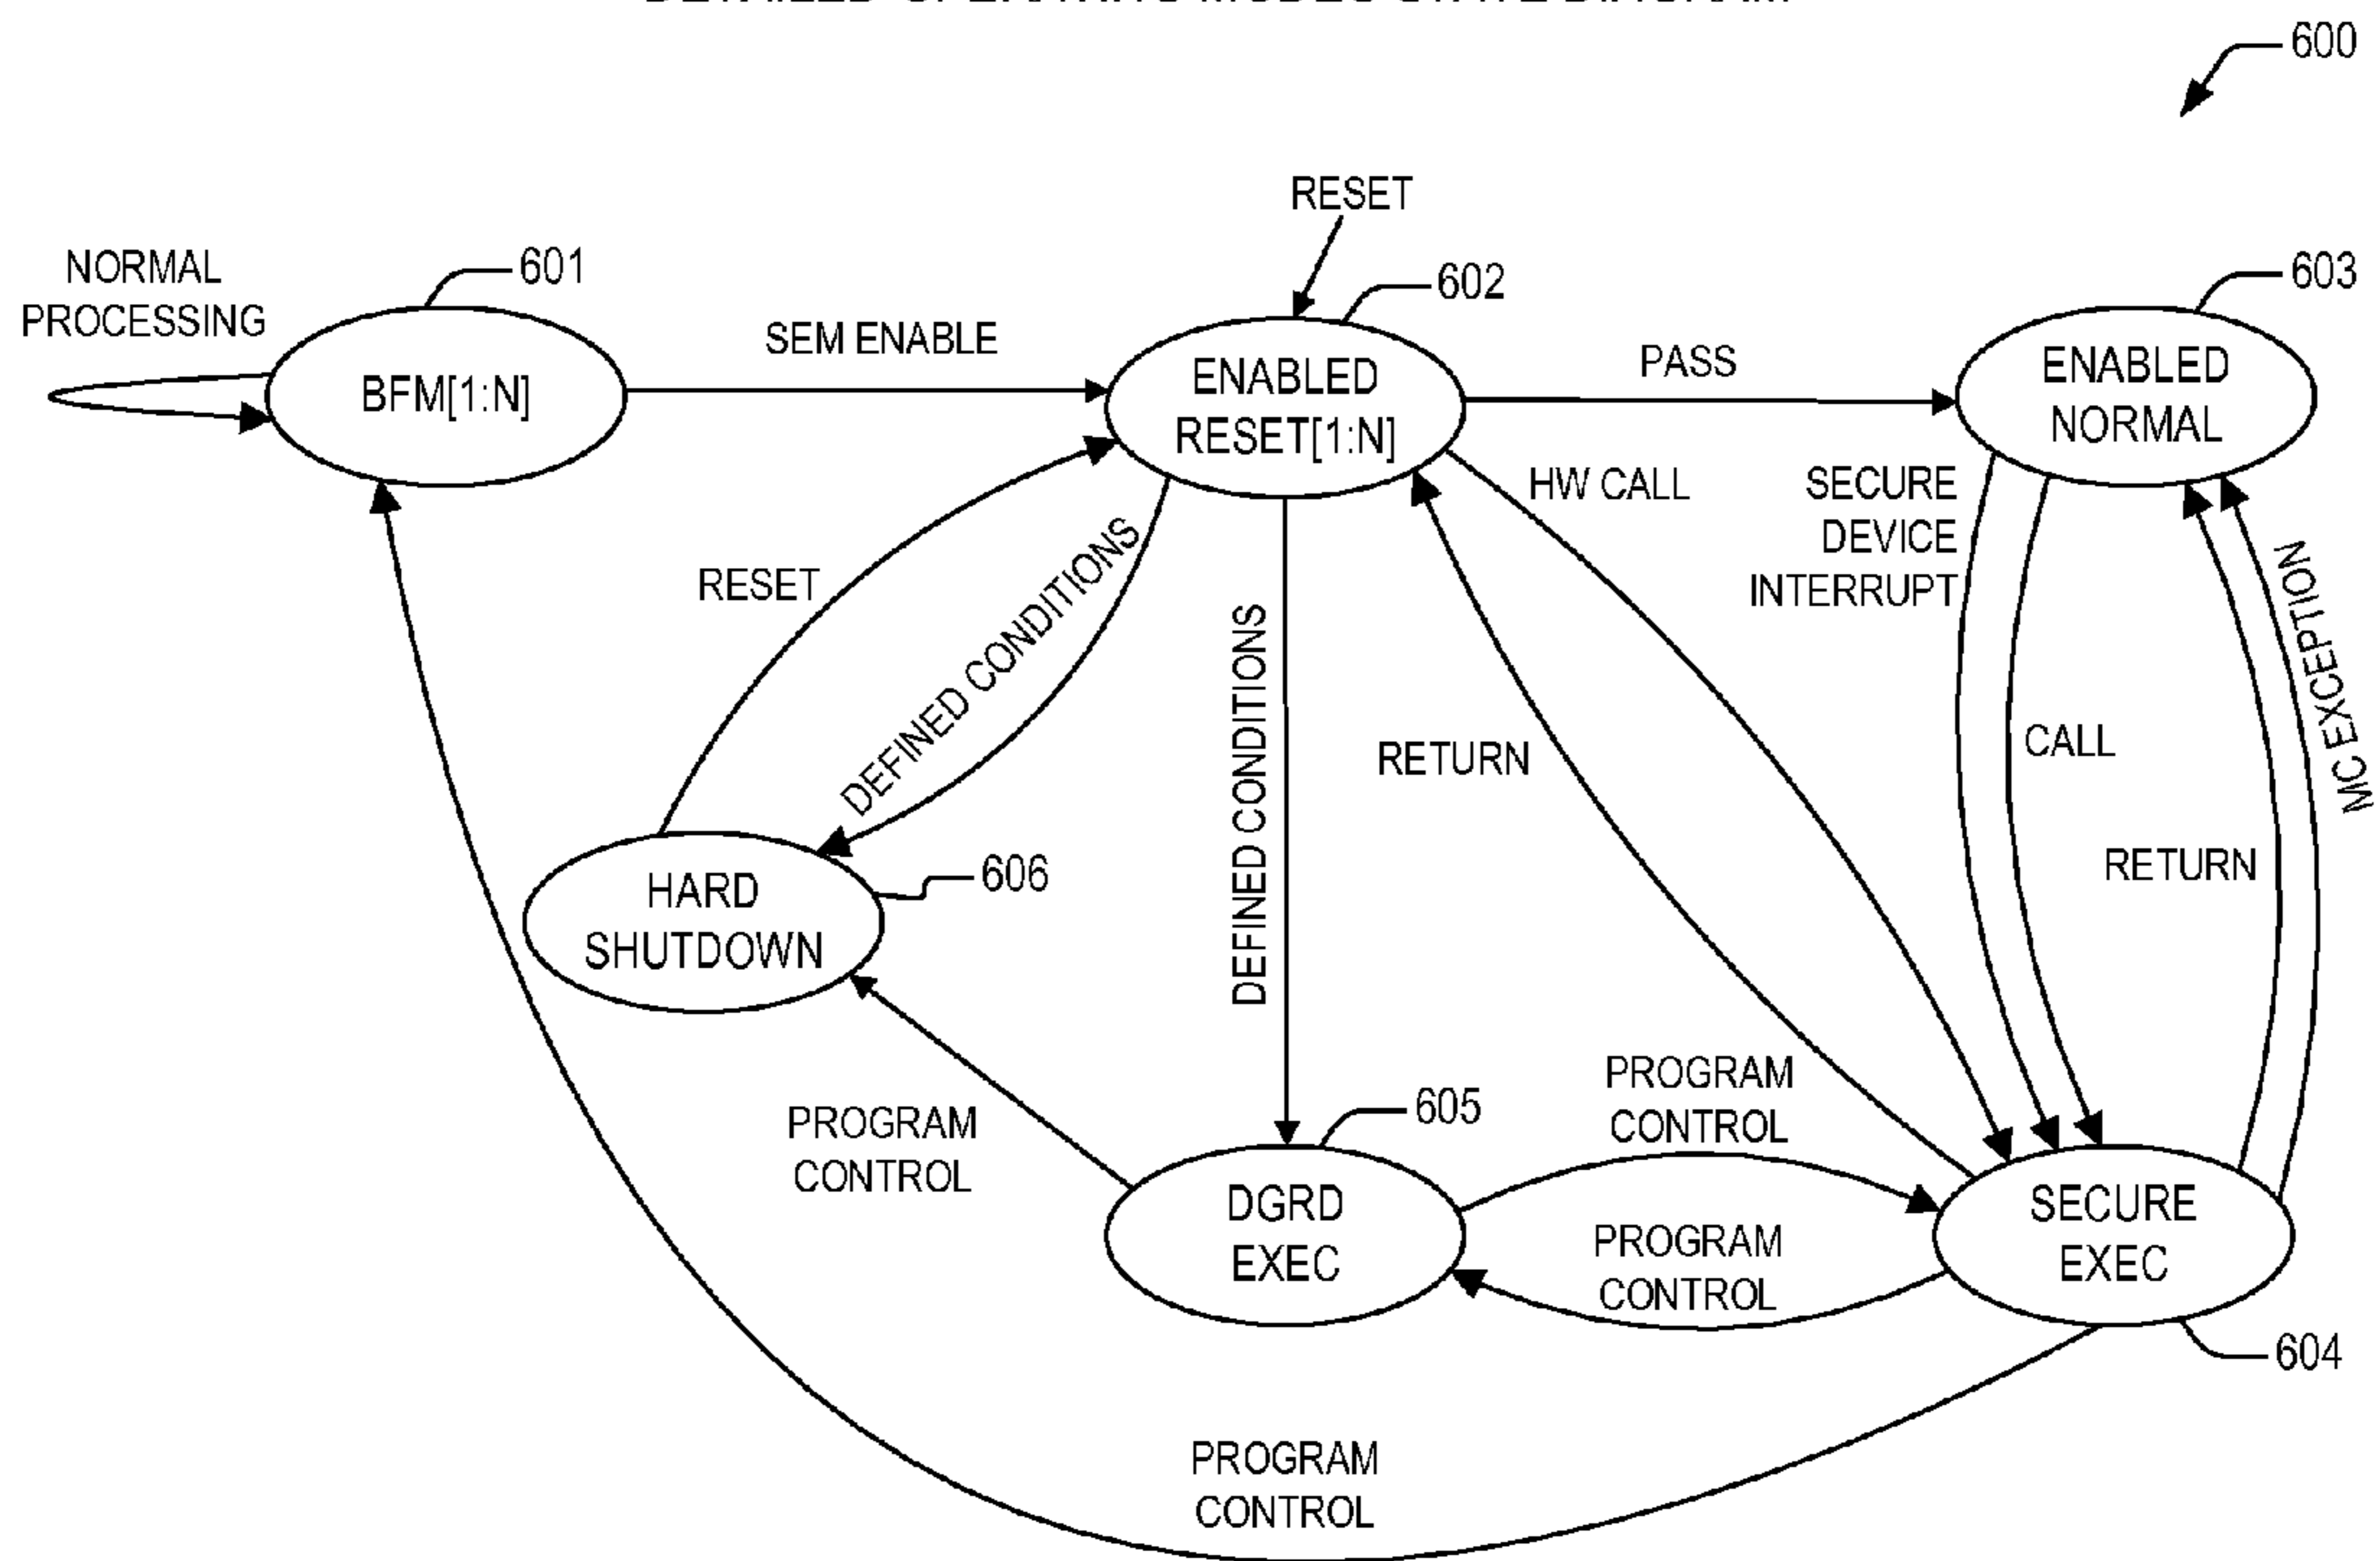 600
RESET
NORMAL
PROCESSING
601
602
603
SEM ENABLE
BFM[1:N]
ENABLED
RESET[1:N]
PASS
ENABLED
NORMAL
HW CALL
SECURE
DEVICE
INTERRUPT
RESET
DEFINED CONDITIONS
DEFINED CONDITIONS
RETURN
CALL
MC EXCEPTION
RETURN
HARD
SHUTDOWN
606
PROGRAM
CONTROL
605
PROGRAM
CONTROL
DGRD
EXEC
PROGRAM
CONTROL
SECURE
EXEC
604
PROGRAM
CONTROL